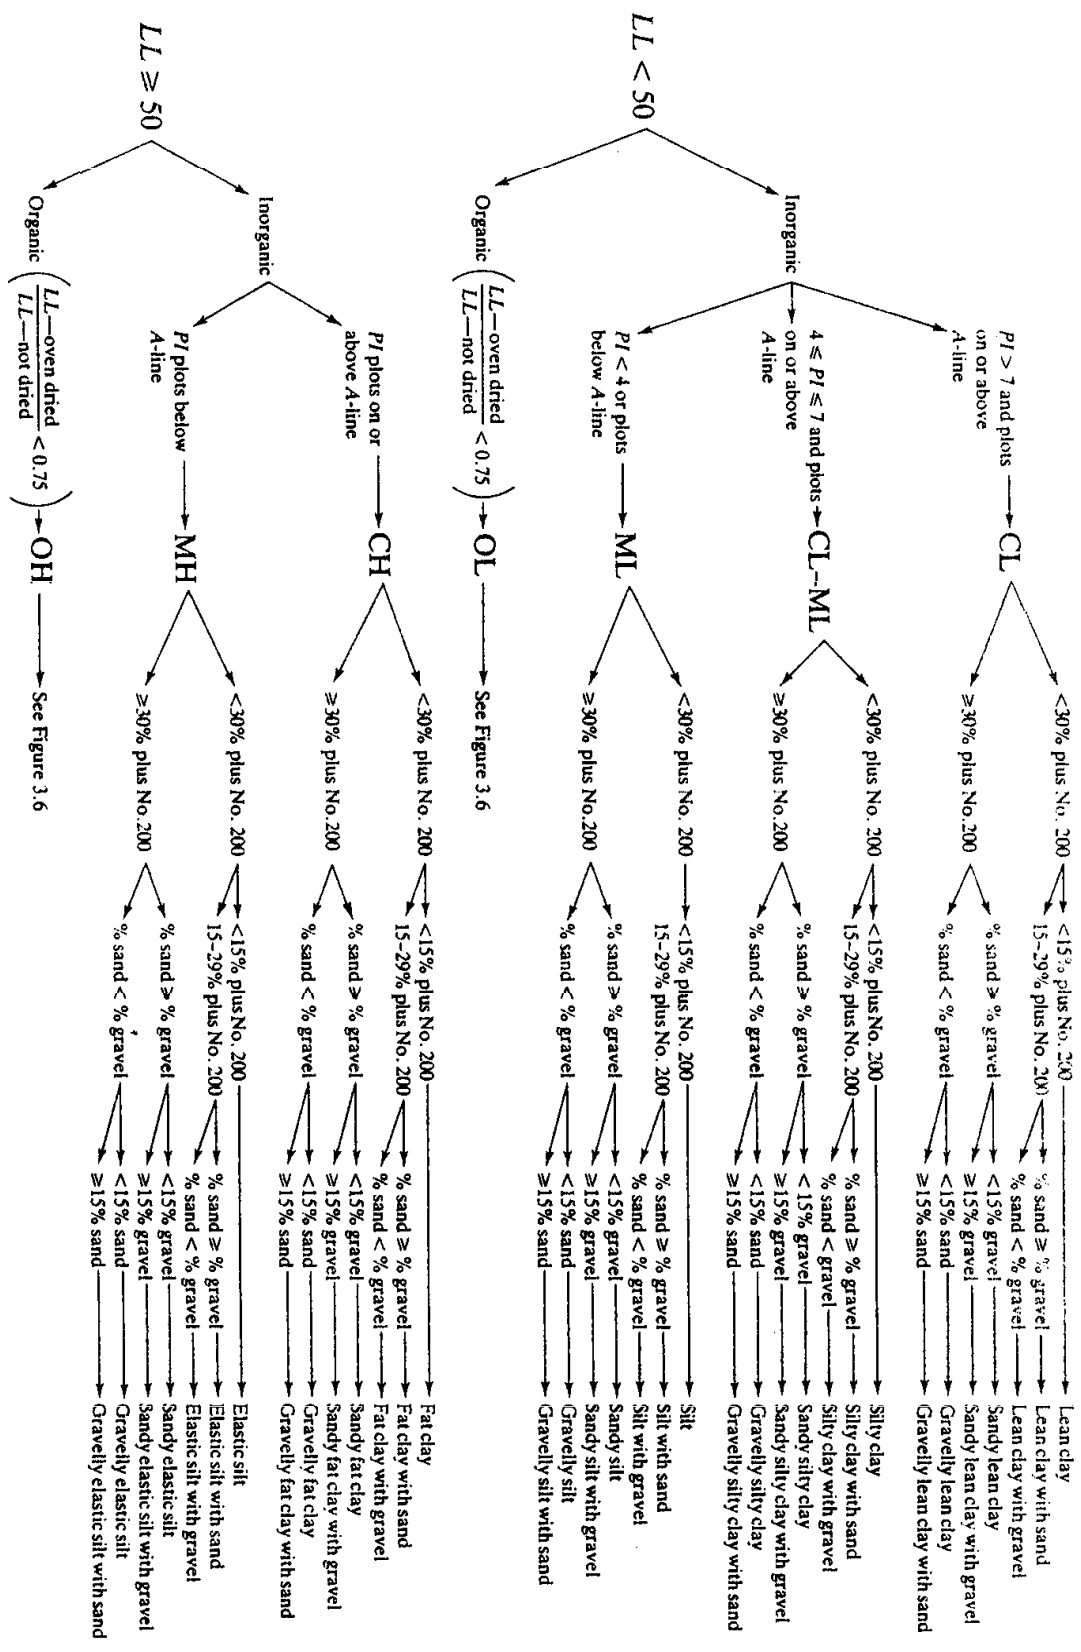 LL < 50
Inorganic
PI > 7 and plots
on or above
A-line
CL
<30% plus No. 200
<15% plus No. 200
Lean clay
15–29% plus No. 200
% sand ≥ % gravel
Lean clay with sand
% sand < % gravel
Lean clay with gravel
≥30% plus No.200
% sand ≥ % gravel
<15% gravel
Sandy lean clay
≥15% gravel
Sandy lean clay with gravel
% sand < % gravel
<15% sand
Gravelly lean clay
≥15% sand
Gravelly lean clay with sand
4 ≤ PI ≤ 7 and plots
on or above
A-line
CL–ML
<30% plus No. 200
<15% plus No. 200
Silty clay
15–29% plus No. 200
% sand ≥ % gravel
Silty clay with sand
% sand < gravel
Silty clay with gravel
≥30% plus No.200
% sand ≥ % gravel
< 15% gravel
Sandy silty clay
≥15% gravel
Sandy silty clay with gravel
% sand < % gravel
<15% sand
Gravelly silty clay
≥15% sand
Gravelly silty clay with sand
PI < 4 or plots
below A-line
ML
<30% plus No. 200
<15% plus No. 200
Silt
15–29% plus No. 200
% sand ≥ % gravel
Silt with sand
% sand < % gravel
Silt with gravel
≥30% plus No.200
% sand ≥ % gravel
<15% gravel
Sandy silt
≥15% gravel
Sandy silt with gravel
% sand < % gravel
<15% sand
Gravelly silt
≥15% sand
Gravelly silt with sand
Organic
( LL—oven dried
LL—not dried
< 0.75 )
OL
See Figure 3.6
LL ≥ 50
Inorganic
PI plots on or
above A-line
CH
<30% plus No. 200
<15% plus No. 200
Fat clay
15–29% plus No. 200
% sand ≥ % gravel
Fat clay with sand
% sand < % gravel
Fat clay with gravel
≥30% plus No.200
% sand ≥ % gravel
<15% gravel
Sandy fat clay
≥15% gravel
Sandy fat clay with gravel
% sand < % gravel
<15% sand
Gravelly fat clay
≥15% sand
Gravelly fat clay with sand
PI plots below
A-line
MH
<30% plus No. 200
<15% plus No. 200
Elastic silt
15–29% plus No. 200
% sand ≥ % gravel
Elastic silt with sand
% sand < % gravel
Elastic silt with gravel
≥30% plus No.200
% sand ≥ % gravel
<15% gravel
Sandy elastic silt
≥15% gravel
Sandy elastic silt with gravel
% sand < % gravel
<15% sand
Gravelly elastic silt
≥15% sand
Gravelly elastic silt with sand
Organic
( LL—oven dried
LL—not dried
< 0.75 )
OH
See Figure 3.6